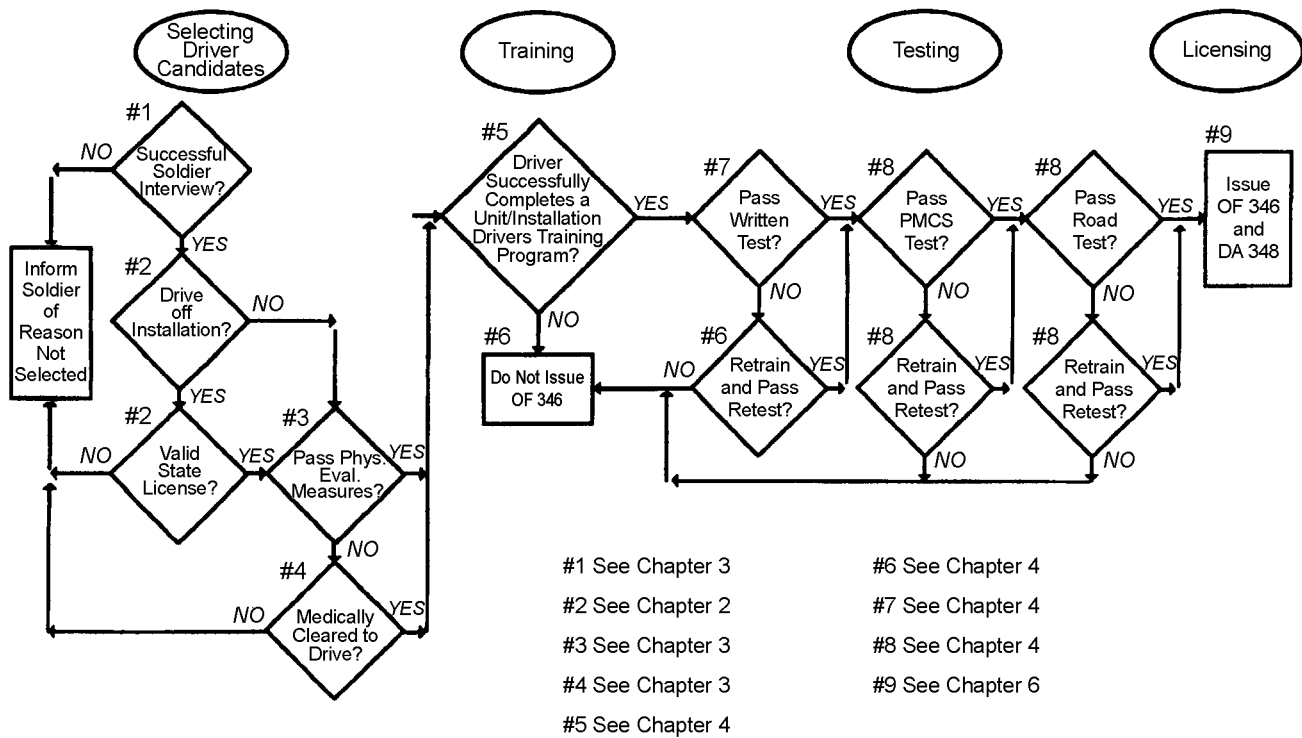 Selecting
Driver
Candidates
Training
Testing
Licensing
#1
Successful
Soldier
Interview?
NO
YES
Inform
Soldier
of
Reason
Not
Selected
#2
Drive
off
Installation?
NO
YES
#2
Valid
State
License?
NO
YES
#3
Pass Phys.
Eval.
Measures?
YES
NO
#4
Medically
Cleared to
Drive?
NO
YES
#5
Driver
Successfully
Completes a
Unit/Installation
Drivers Training
Program?
YES
NO
#6
Do Not Issue
OF 346
#7
Pass
Written
Test?
YES
NO
#6
Retrain
and Pass
Retest?
NO
YES
#8
Pass
PMCS
Test?
YES
NO
#8
Retrain
and Pass
Retest?
YES
NO
#8
Pass
Road
Test?
YES
NO
#8
Retrain
and Pass
Retest?
YES
NO
#9
Issue
OF 346
and
DA 348
#1 See Chapter 3
#2 See Chapter 2
#3 See Chapter 3
#4 See Chapter 3
#5 See Chapter 4
#6 See Chapter 4
#7 See Chapter 4
#8 See Chapter 4
#9 See Chapter 6